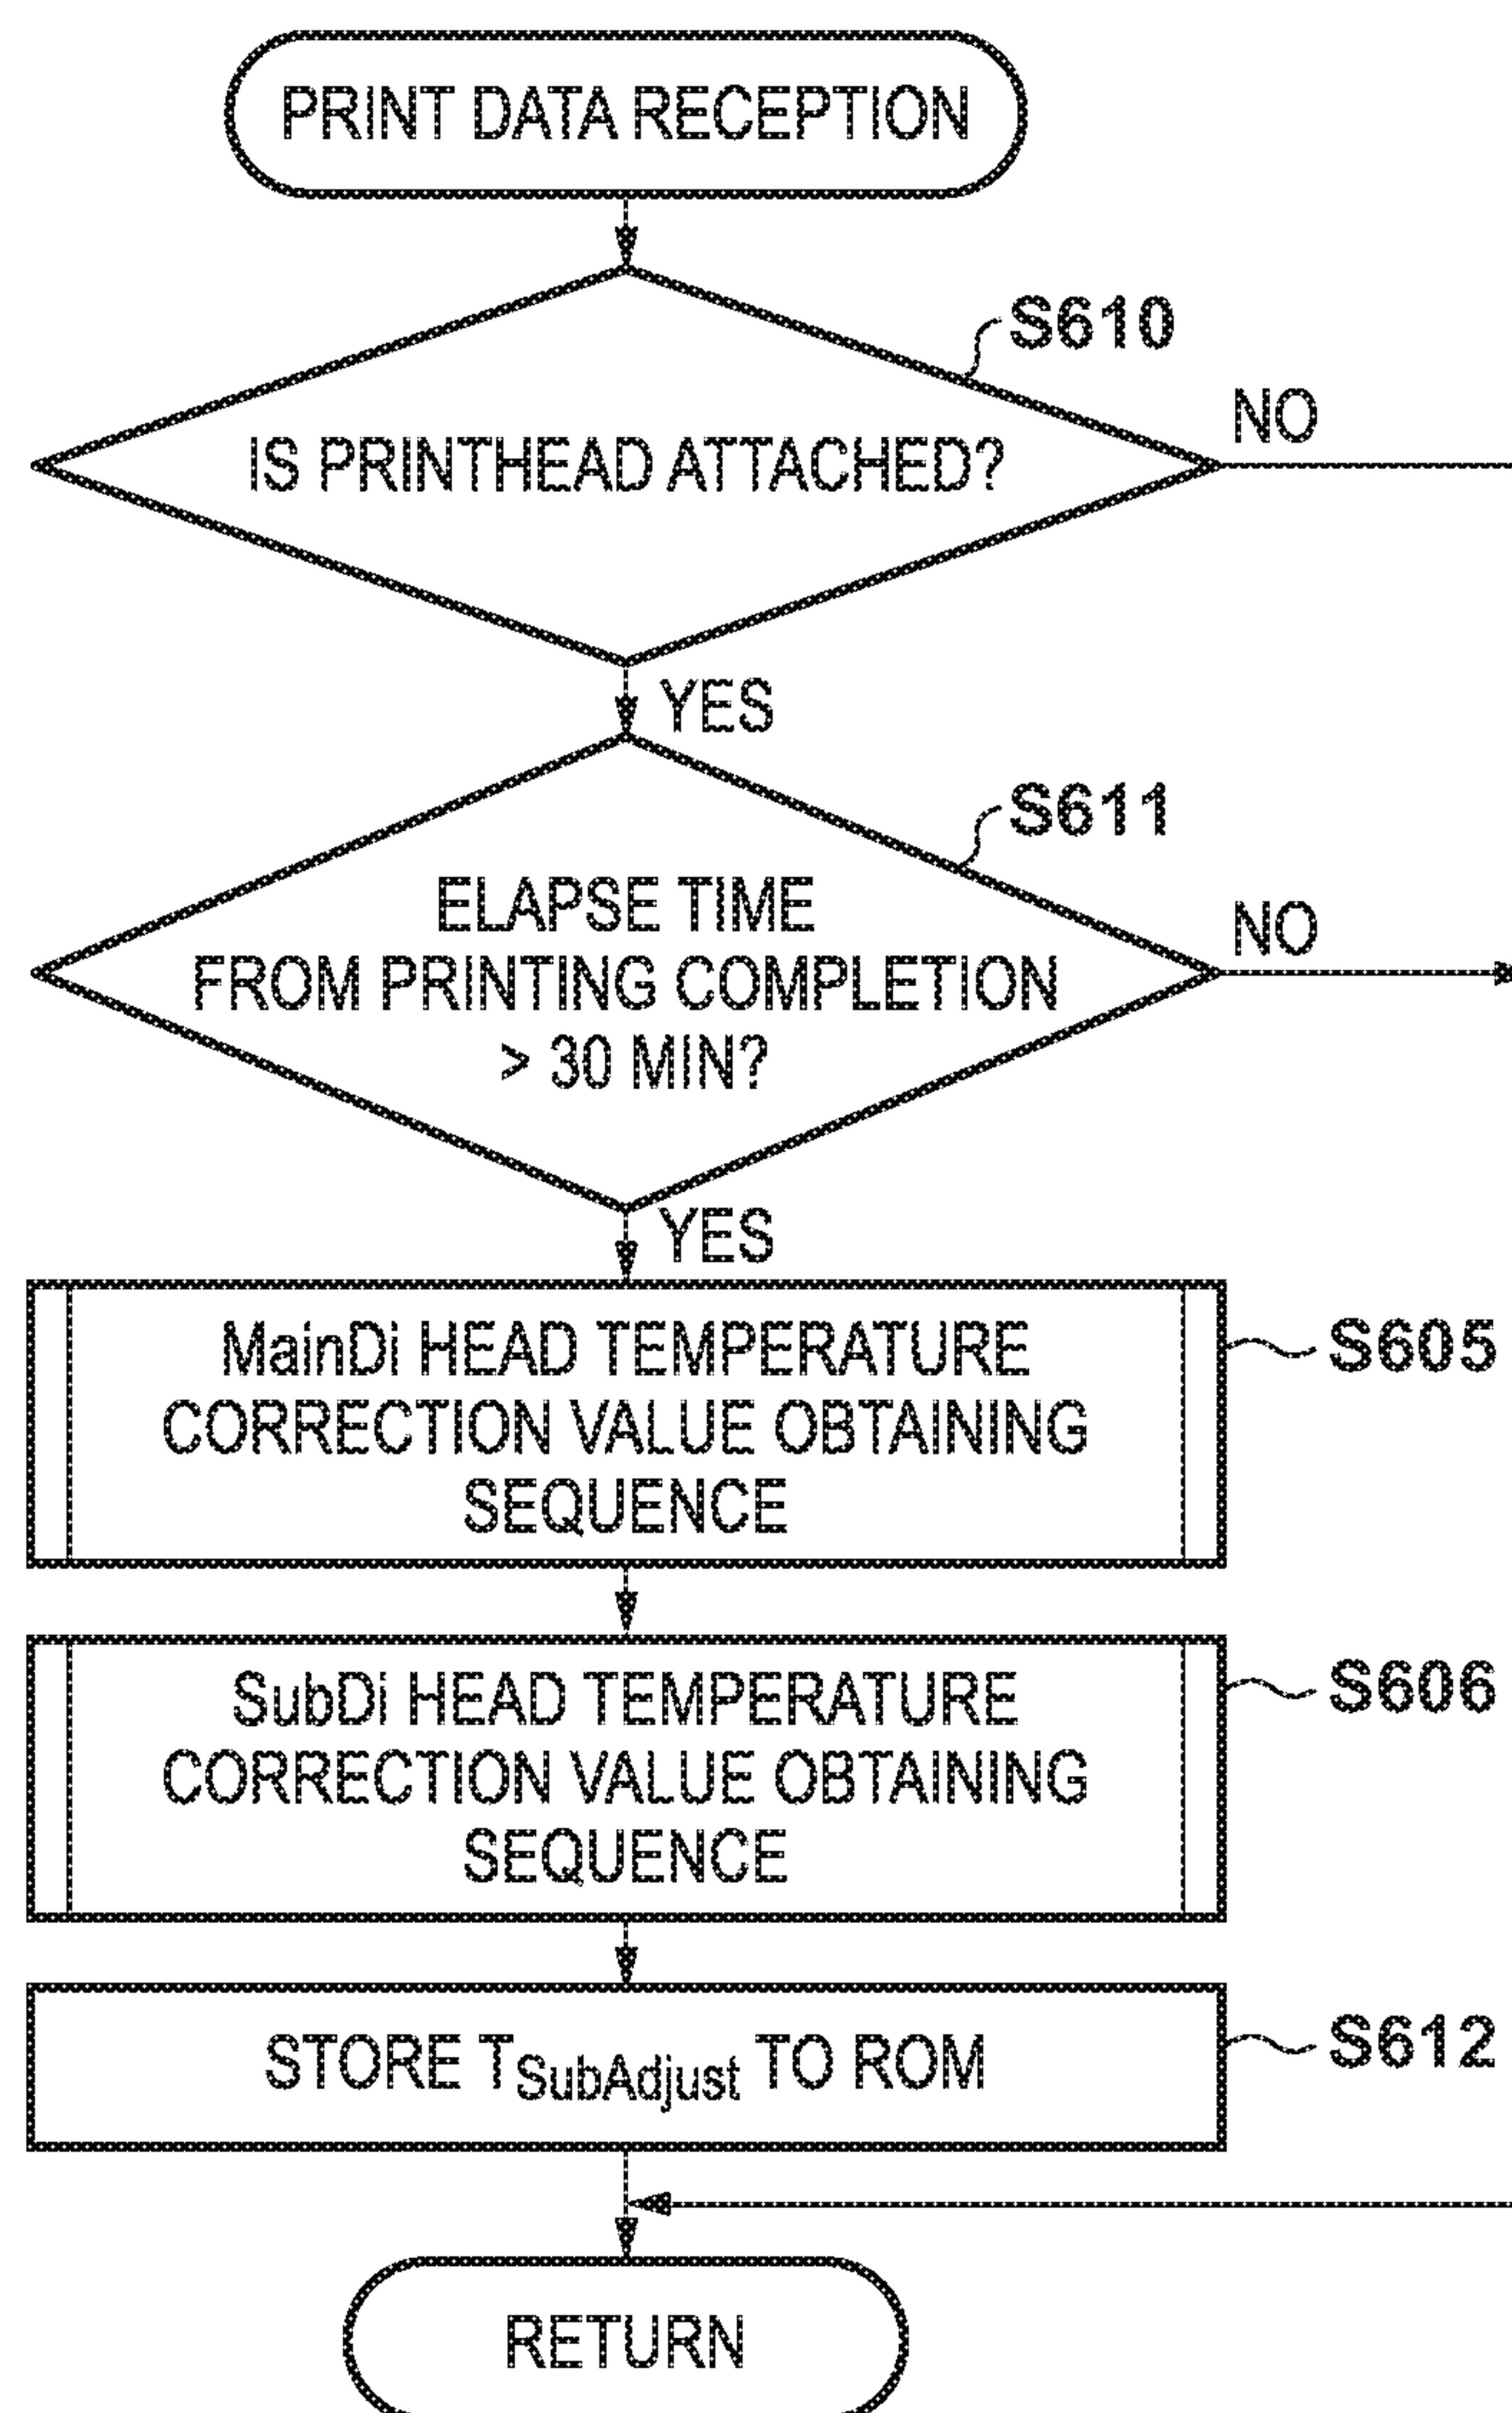 PRINT DATA RECEPTION
S610
IS PRINTHEAD ATTACHED?
NO
YES
S611
ELAPSE TIME
FROM PRINTING COMPLETION
> 30 MIN?
NO
YES
MainDi HEAD TEMPERATURE
CORRECTION VALUE OBTAINING
SEQUENCE
S605
SubDi HEAD TEMPERATURE
CORRECTION VALUE OBTAINING
SEQUENCE
S606
STORE TSubAdjust TO ROM
S612
RETURN